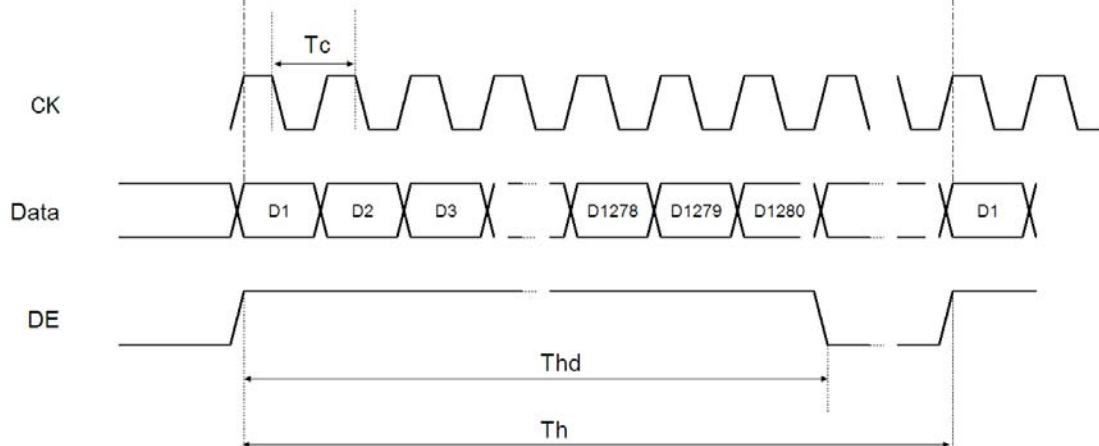 Tc
CK
Data D1 D2 D3 D1278 D1279 D1280 D1
DE
Thd
Th